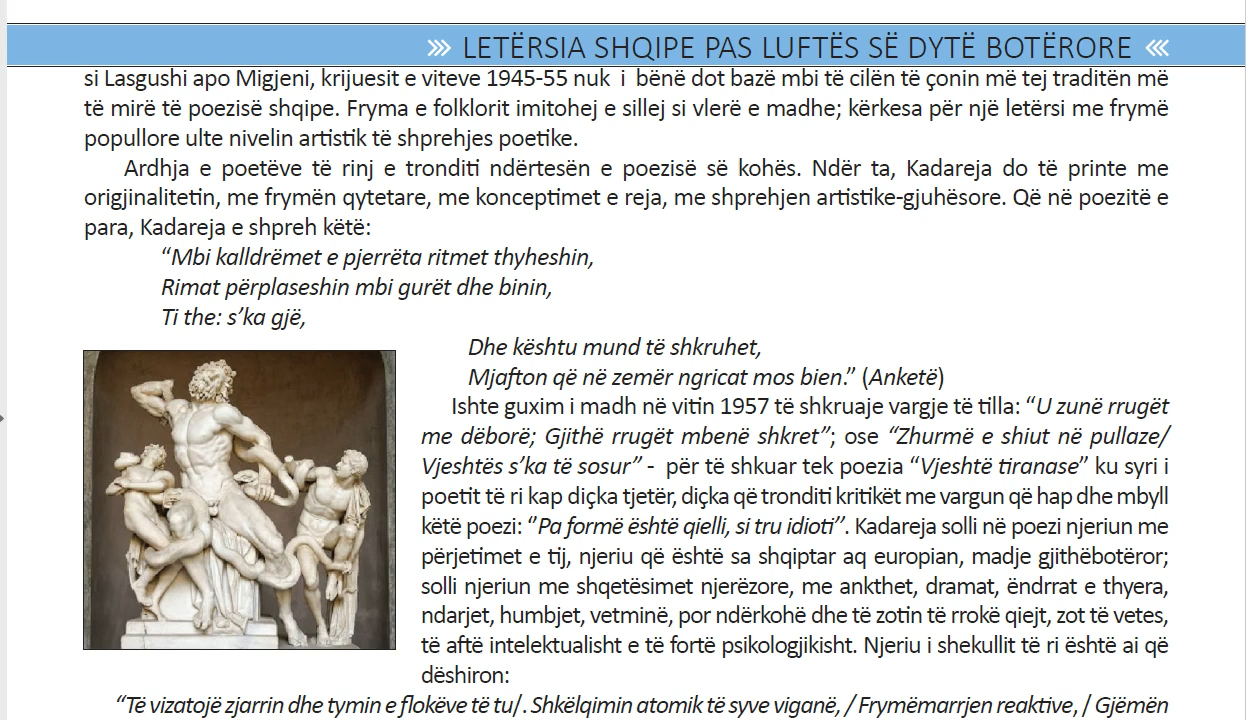 ››› LETËRSIA SHQIPE PAS LUFTËS SË DYTË BOTËRORE ‹‹‹
si Lasgushi apo Migjeni, krijuesit e viteve 1945-55 nuk i bënë dot bazë mbi të cilën të çonin më tej traditën më
të mirë të poezisë shqipe. Fryma e folklorit imitohej e sillej si vlerë e madhe; kërkesa për një letërsi me frymë
popullore ulte nivelin artistik të shprehjes poetike.
Ardhja e poetëve të rinj e tronditi ndërtesën e poezisë së kohës. Ndër ta, Kadareja do të printe me
origjinalitetin, me frymën qytetare, me konceptimet e reja, me shprehjen artistike-gjuhësore. Që në poezitë e
para, Kadareja e shpreh këtë:
“Mbi kalldrëmet e pjerrëta ritmet thyheshin,
Rimat përplaseshin mbi gurët dhe binin,
Ti the: s’ka gjë,
Dhe kështu mund të shkruhet,
Mjafton që në zemër ngricat mos bien.” (Anketë)
Ishte guxim i madh në vitin 1957 të shkruaje vargje të tilla: “U zunë rrugët
me dëborë; Gjithë rrugët mbenë shkret”; ose “Zhurmë e shiut në pullaze/
Vjeshtës s’ka të sosur” - për të shkuar tek poezia “Vjeshtë tiranase” ku syri i
poetit të ri kap diçka tjetër, diçka që tronditi kritikët me vargun që hap dhe mbyll
këtë poezi: ‘’Pa formë është qielli, si tru idioti’’. Kadareja solli në poezi njeriun me
përjetimet e tij, njeriu që është sa shqiptar aq europian, madje gjithëbotëror;
solli njeriun me shqetësimet njerëzore, me ankthet, dramat, ëndrrat e thyera,
ndarjet, humbjet, vetminë, por ndërkohë dhe të zotin të rrokë qiejt, zot të vetes,
të aftë intelektualisht e të fortë psikologjikisht. Njeriu i shekullit të ri është ai që
dëshiron:
“Të vizatojë zjarrin dhe tymin e flokëve të tu/. Shkëlqimin atomik të syve viganë, / Frymëmarrjen reaktive, / Gjëmën